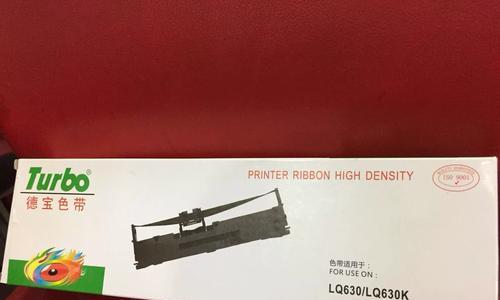 Turbo®
德宝色带
PRINTER RIBBON HIGH DENSITY
ISO 9001
色带适用于:
FOR USE ON:
LQ630/LQ630K